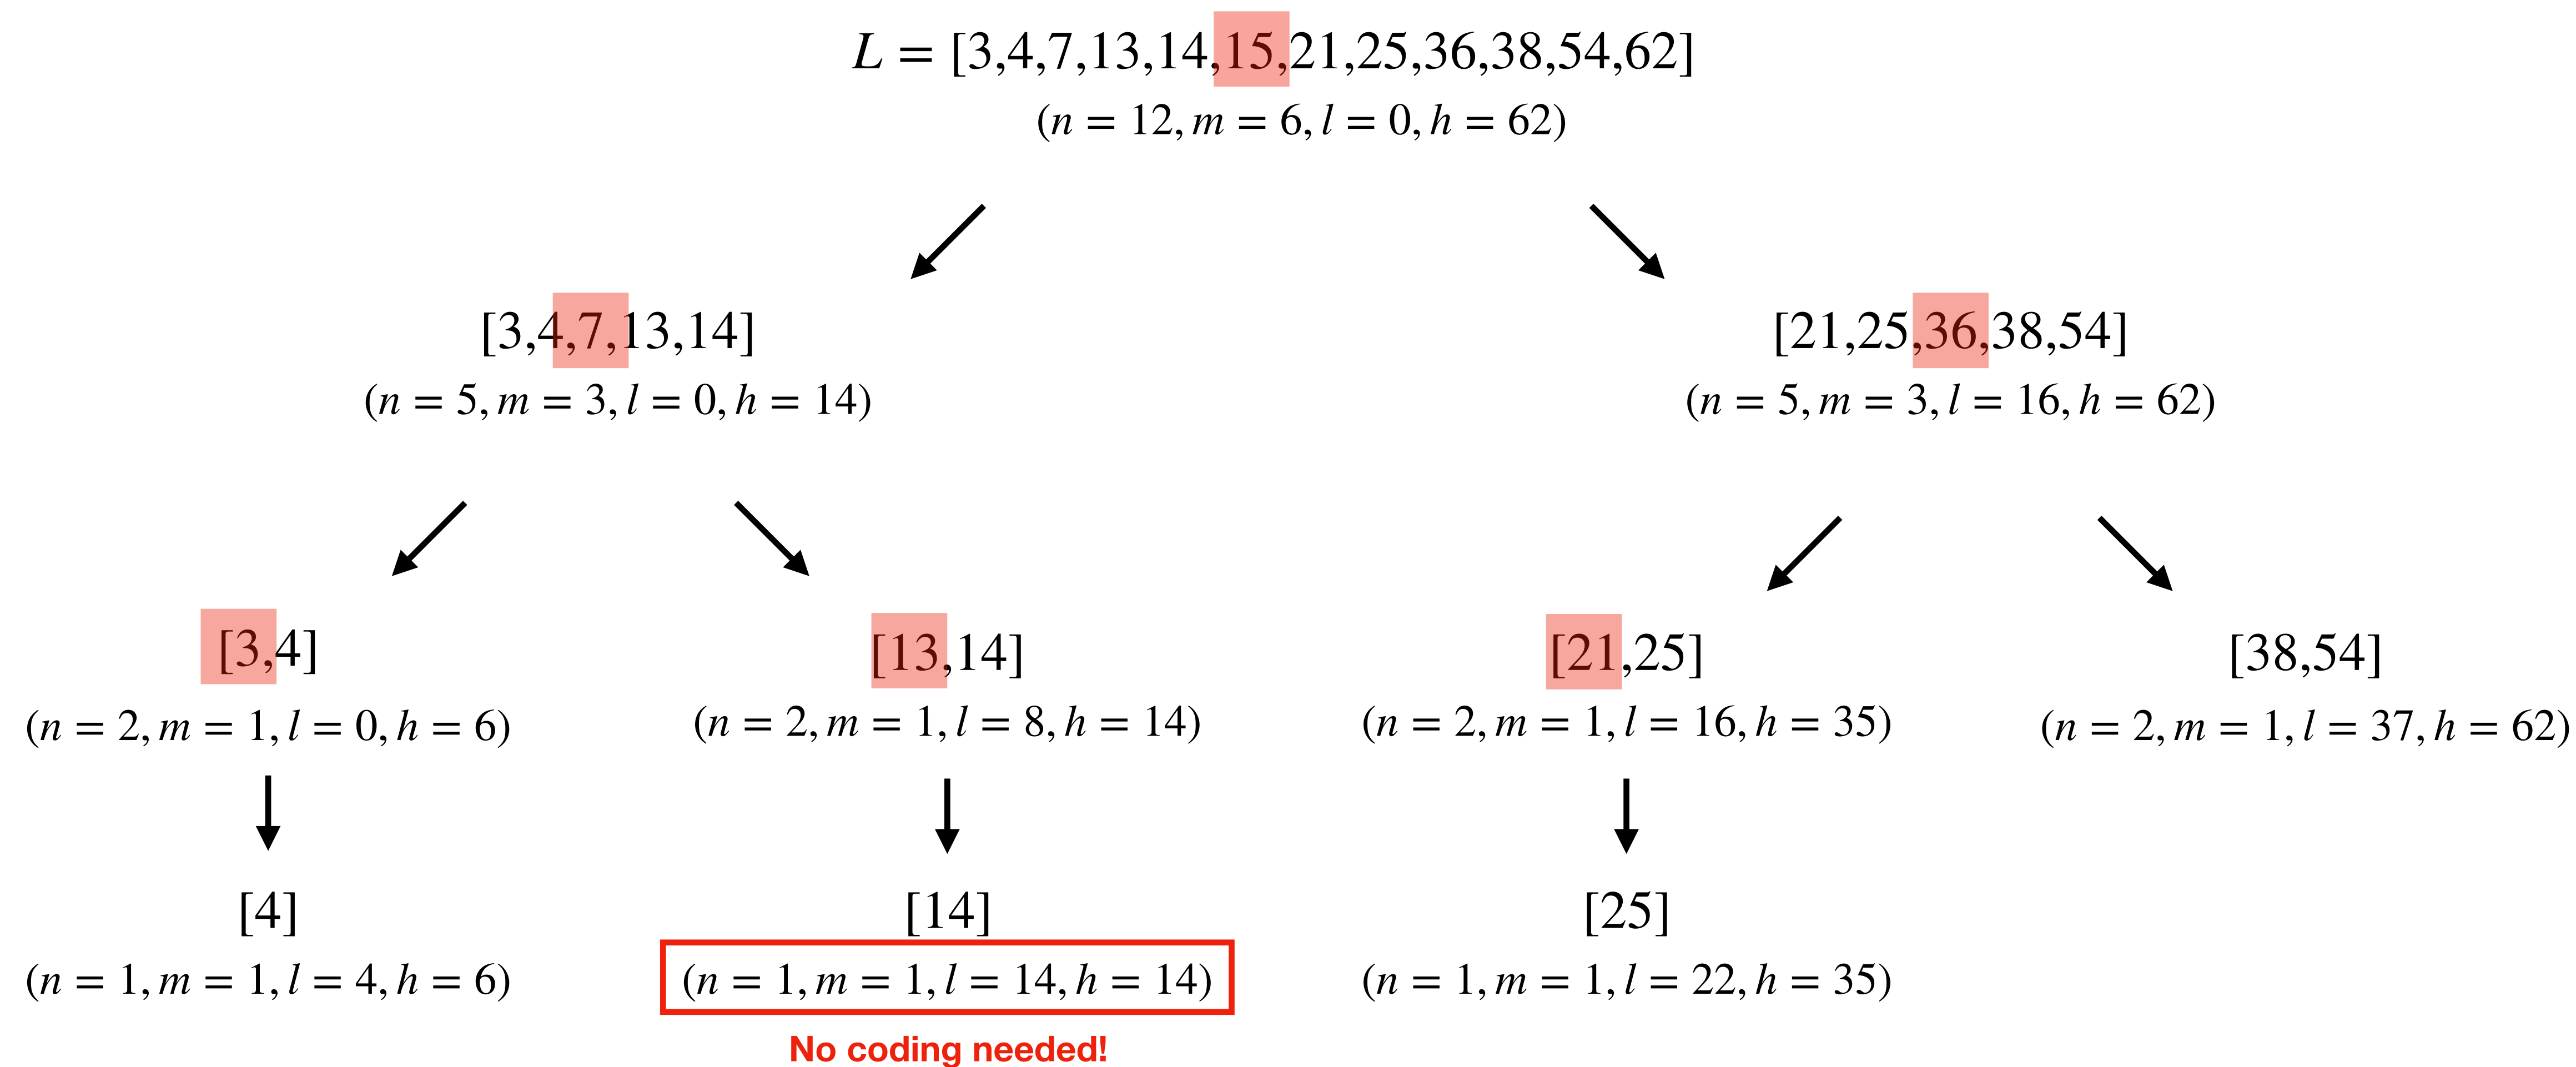 L = [3,4,7,13,14,15,21,25,36,38,54,62]
(n = 12, m = 6, l = 0, h = 62)
[3,4,7,13,14]
[21,25,36,38,54]
(n = 5, m = 3, l = 0, h = 14)
(n = 5, m = 3, l = 16, h = 62)
[3,4]
[13,14]
[21,25]
[38,54]
(n = 2, m = 1, l = 0, h = 6)
(n = 2, m = 1, l = 8, h = 14)
(n = 2, m = 1, l = 16, h = 35)
(n = 2, m = 1, l = 37, h = 62)
[4]
[14]
[25]
(n = 1, m = 1, l = 4, h = 6)
(n = 1, m = 1, l = 14, h = 14)
(n = 1, m = 1, l = 22, h = 35)
No coding needed!